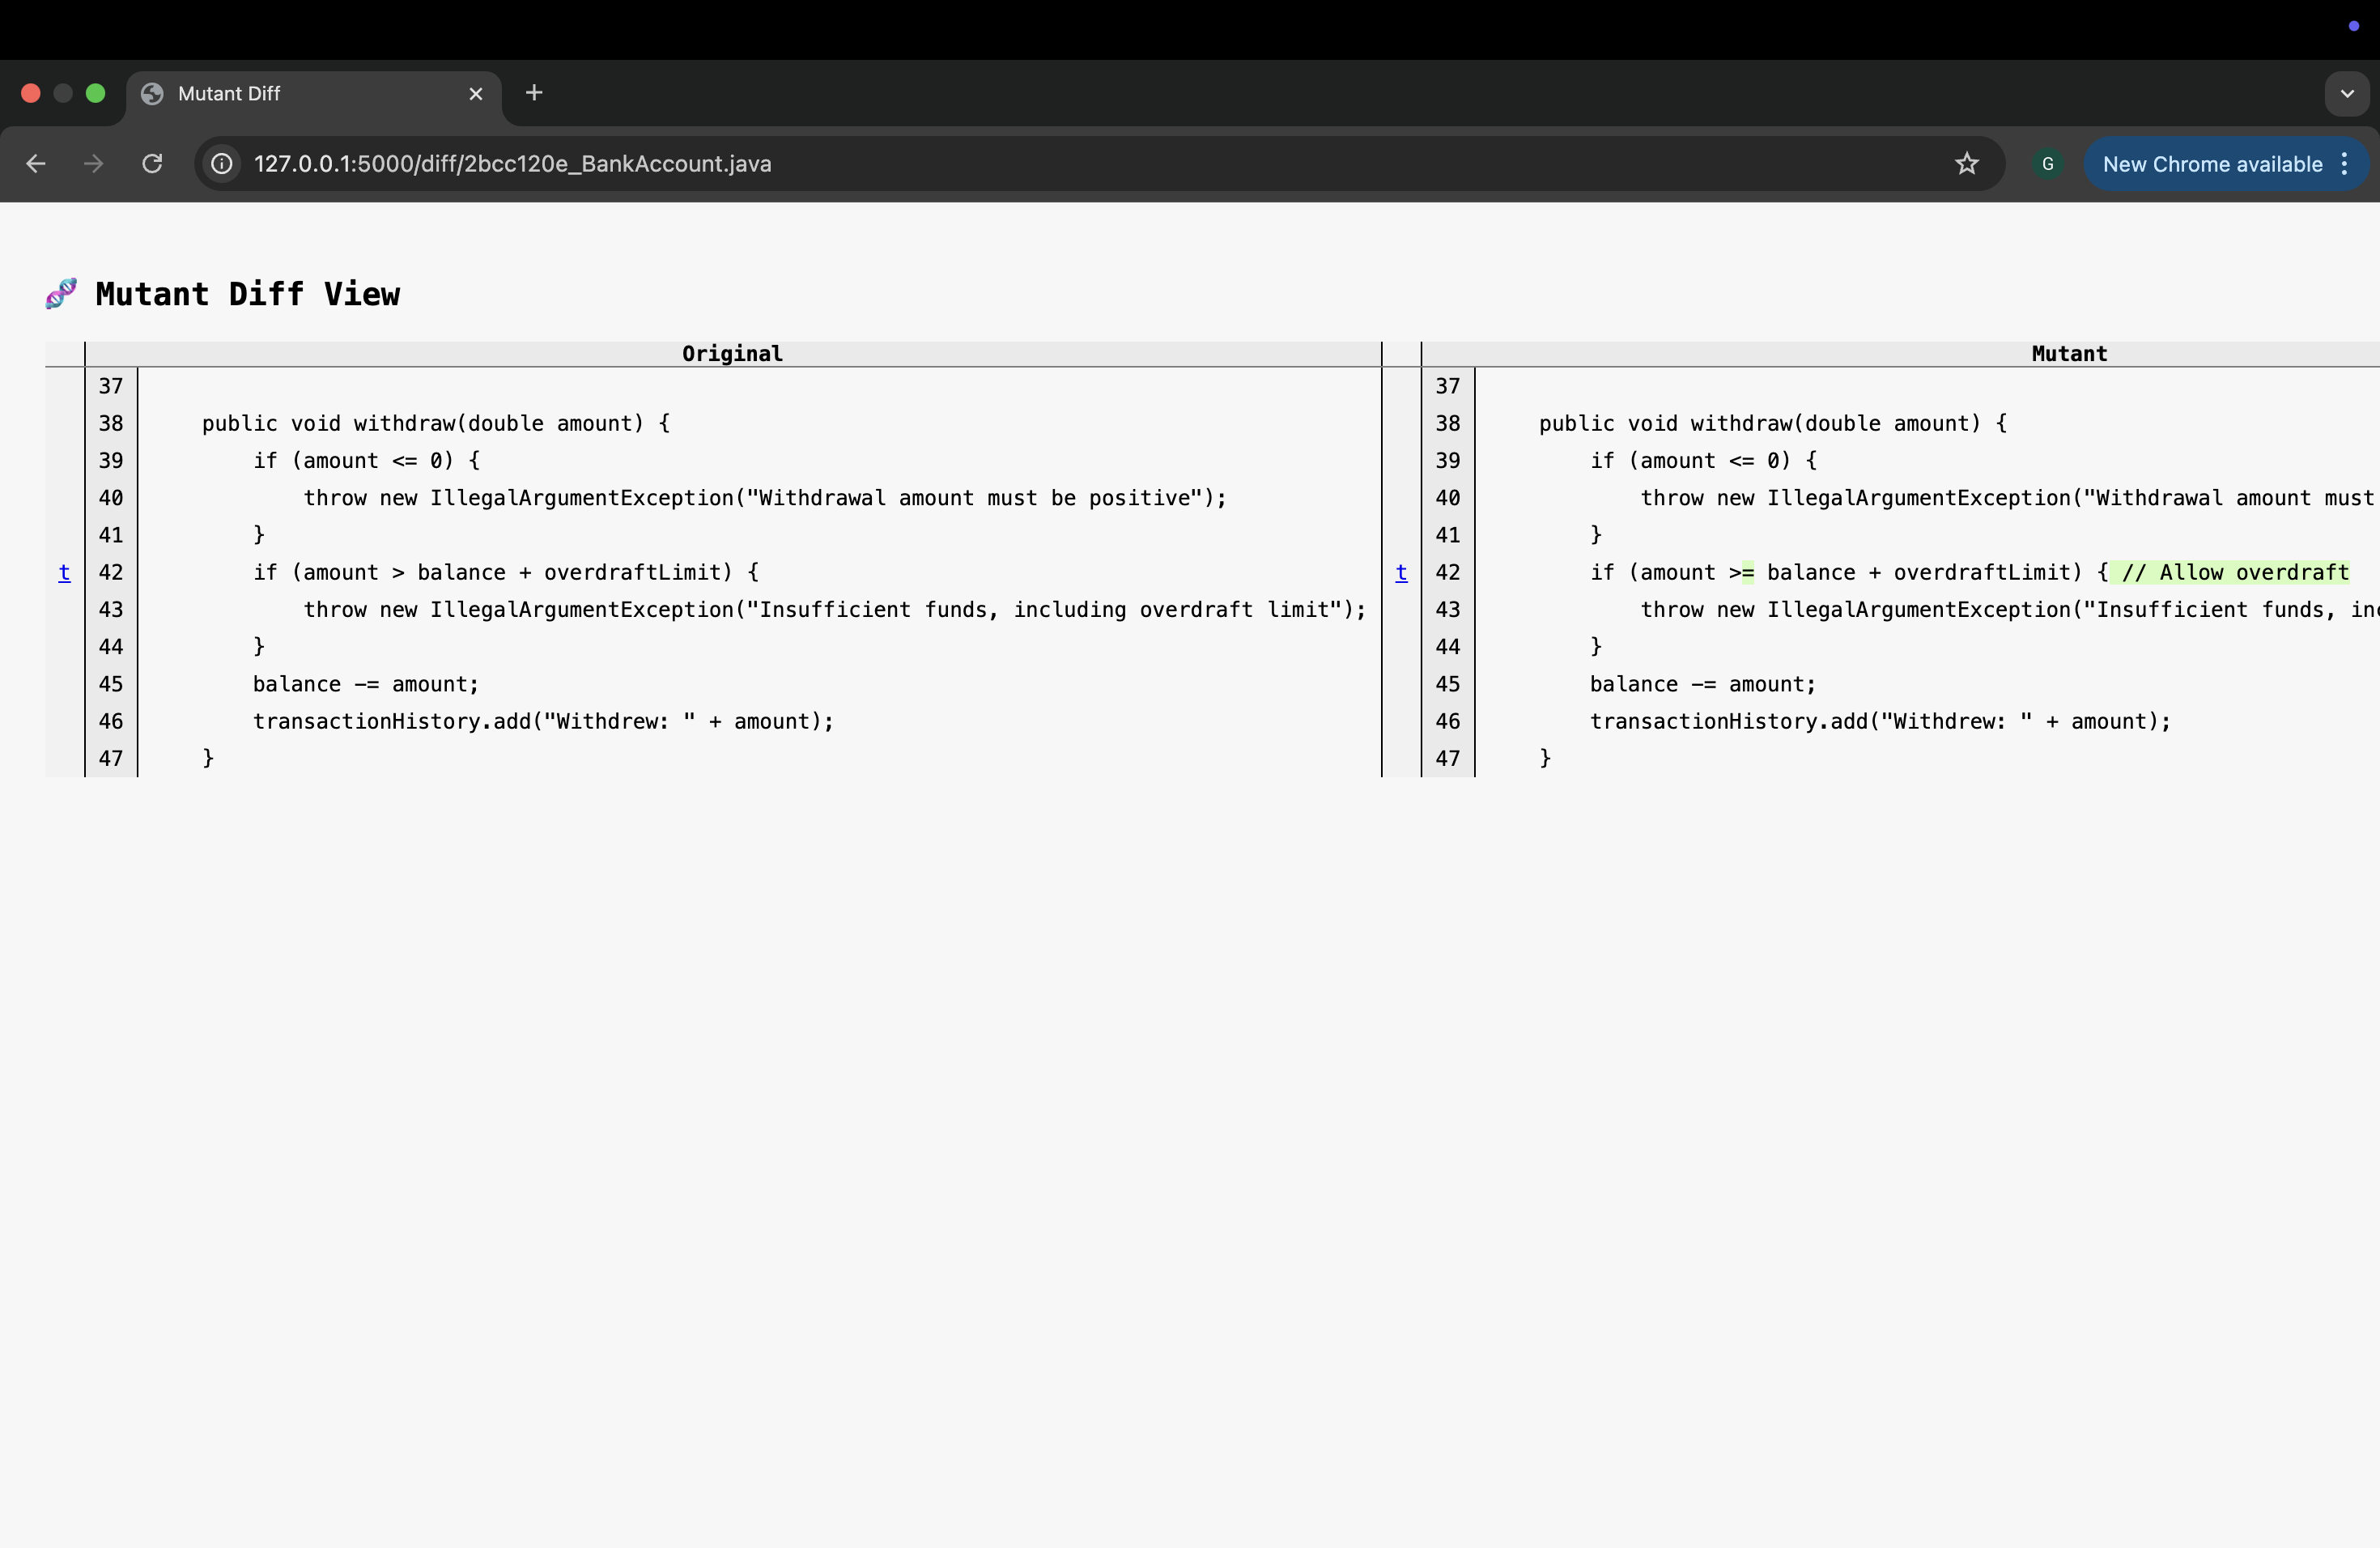 Mutant Diff
127.0.0.1:5000/diff/2bcc120e_BankAccount.java
G
New Chrome available
🧬 Mutant Diff View
Original
37
38 public void withdraw(double amount) {
39 if (amount <= 0) {
40 throw new IllegalArgumentException("Withdrawal amount must be positive");
41 }
t 42 if (amount > balance + overdraftLimit) {
43 throw new IllegalArgumentException("Insufficient funds, including overdraft limit");
44 }
45 balance -= amount;
46 transactionHistory.add("Withdrew: " + amount);
47 }
Mutant
37
38 public void withdraw(double amount) {
39 if (amount <= 0) {
40 throw new IllegalArgumentException("Withdrawal amount must
41 }
t 42 if (amount >= balance + overdraftLimit) { // Allow overdraft
43 throw new IllegalArgumentException("Insufficient funds,
44 }
45 balance -= amount;
46 transactionHistory.add("Withdrew: " + amount);
47 }